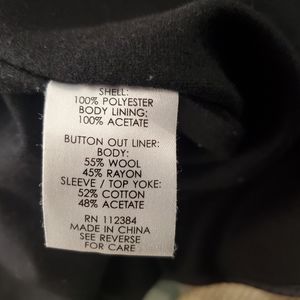 SHELL:
100% POLYESTER
BODY LINING:
100% ACETATE
BUTTON OUT LINER:
BODY:
55% WOOL
45% RAYON
SLEEVE / TOP YOKE:
52% COTTON
48% ACETATE
RN 112384
MADE IN CHINA
SEE REVERSE
FOR CARE